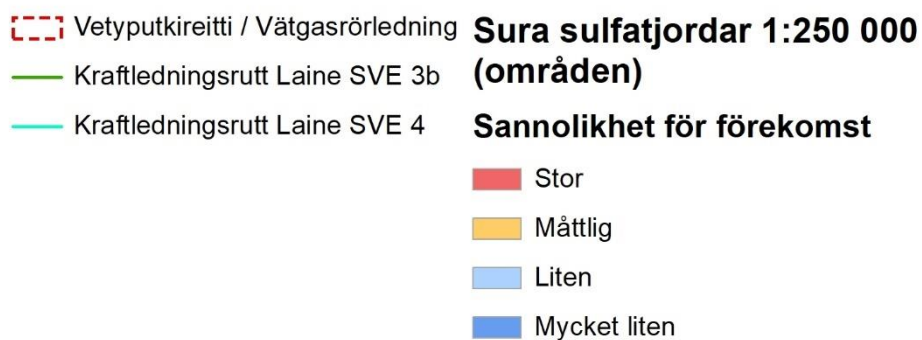 Vetyputkireitti / Vätgasrörledning
Kraftledningsrutt Laine SVE 3b
Kraftledningsrutt Laine SVE 4
Sura sulfatjordar 1:250 000
(områden)
Sannolikhet för förekomst
Stor
Måttlig
Liten
Mycket liten